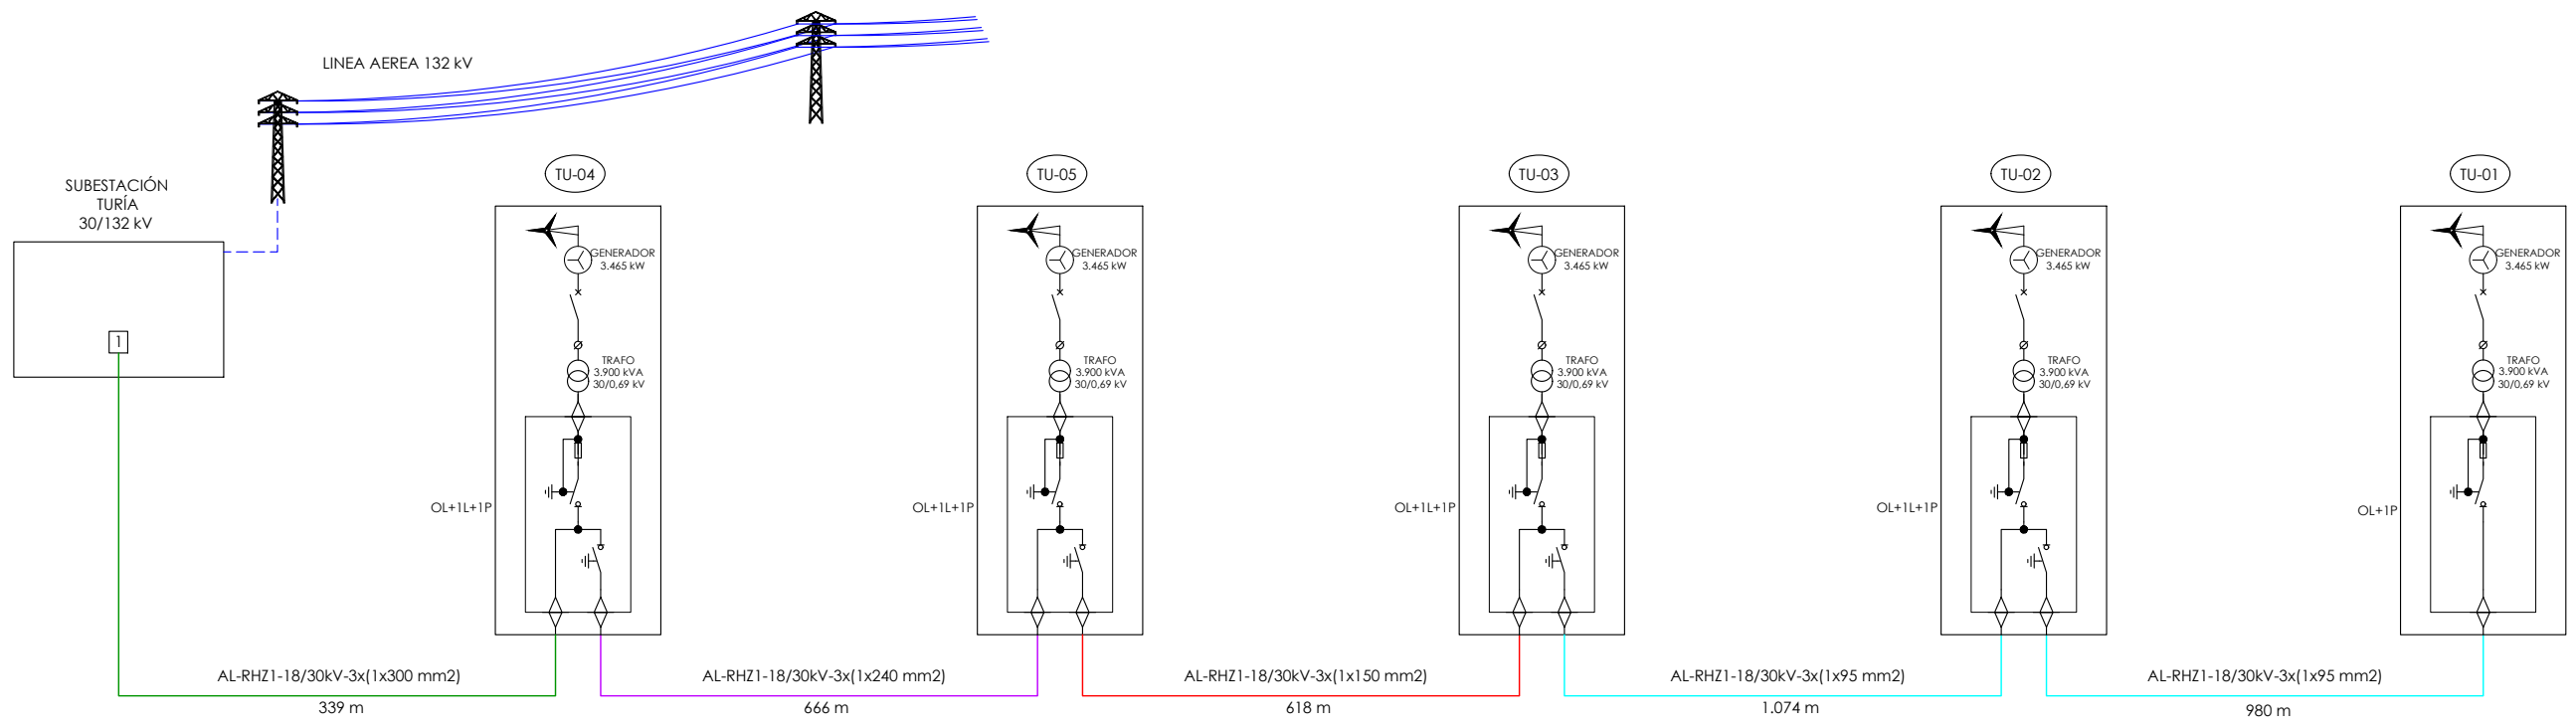 LINEA AEREA 132 kV
SUBESTACIÓN
TURÍA
30/132 kV
1
TU-04
GENERADOR
3.465 kW
TRAFO
3.900 kVA
30/0,69 kV
OL+1L+1P
TU-05
GENERADOR
3.465 kW
TRAFO
3.900 kVA
30/0,69 kV
OL+1L+1P
TU-03
GENERADOR
3.465 kW
TRAFO
3.900 kVA
30/0,69 kV
OL+1L+1P
TU-02
GENERADOR
3.465 kW
TRAFO
3.900 kVA
30/0,69 kV
OL+1L+1P
TU-01
GENERADOR
3.465 kW
TRAFO
3.900 kVA
30/0,69 kV
OL+1P
AL-RHZ1-18/30kV-3x(1x300 mm2)
339 m
AL-RHZ1-18/30kV-3x(1x240 mm2)
666 m
AL-RHZ1-18/30kV-3x(1x150 mm2)
618 m
AL-RHZ1-18/30kV-3x(1x95 mm2)
1.074 m
AL-RHZ1-18/30kV-3x(1x95 mm2)
980 m